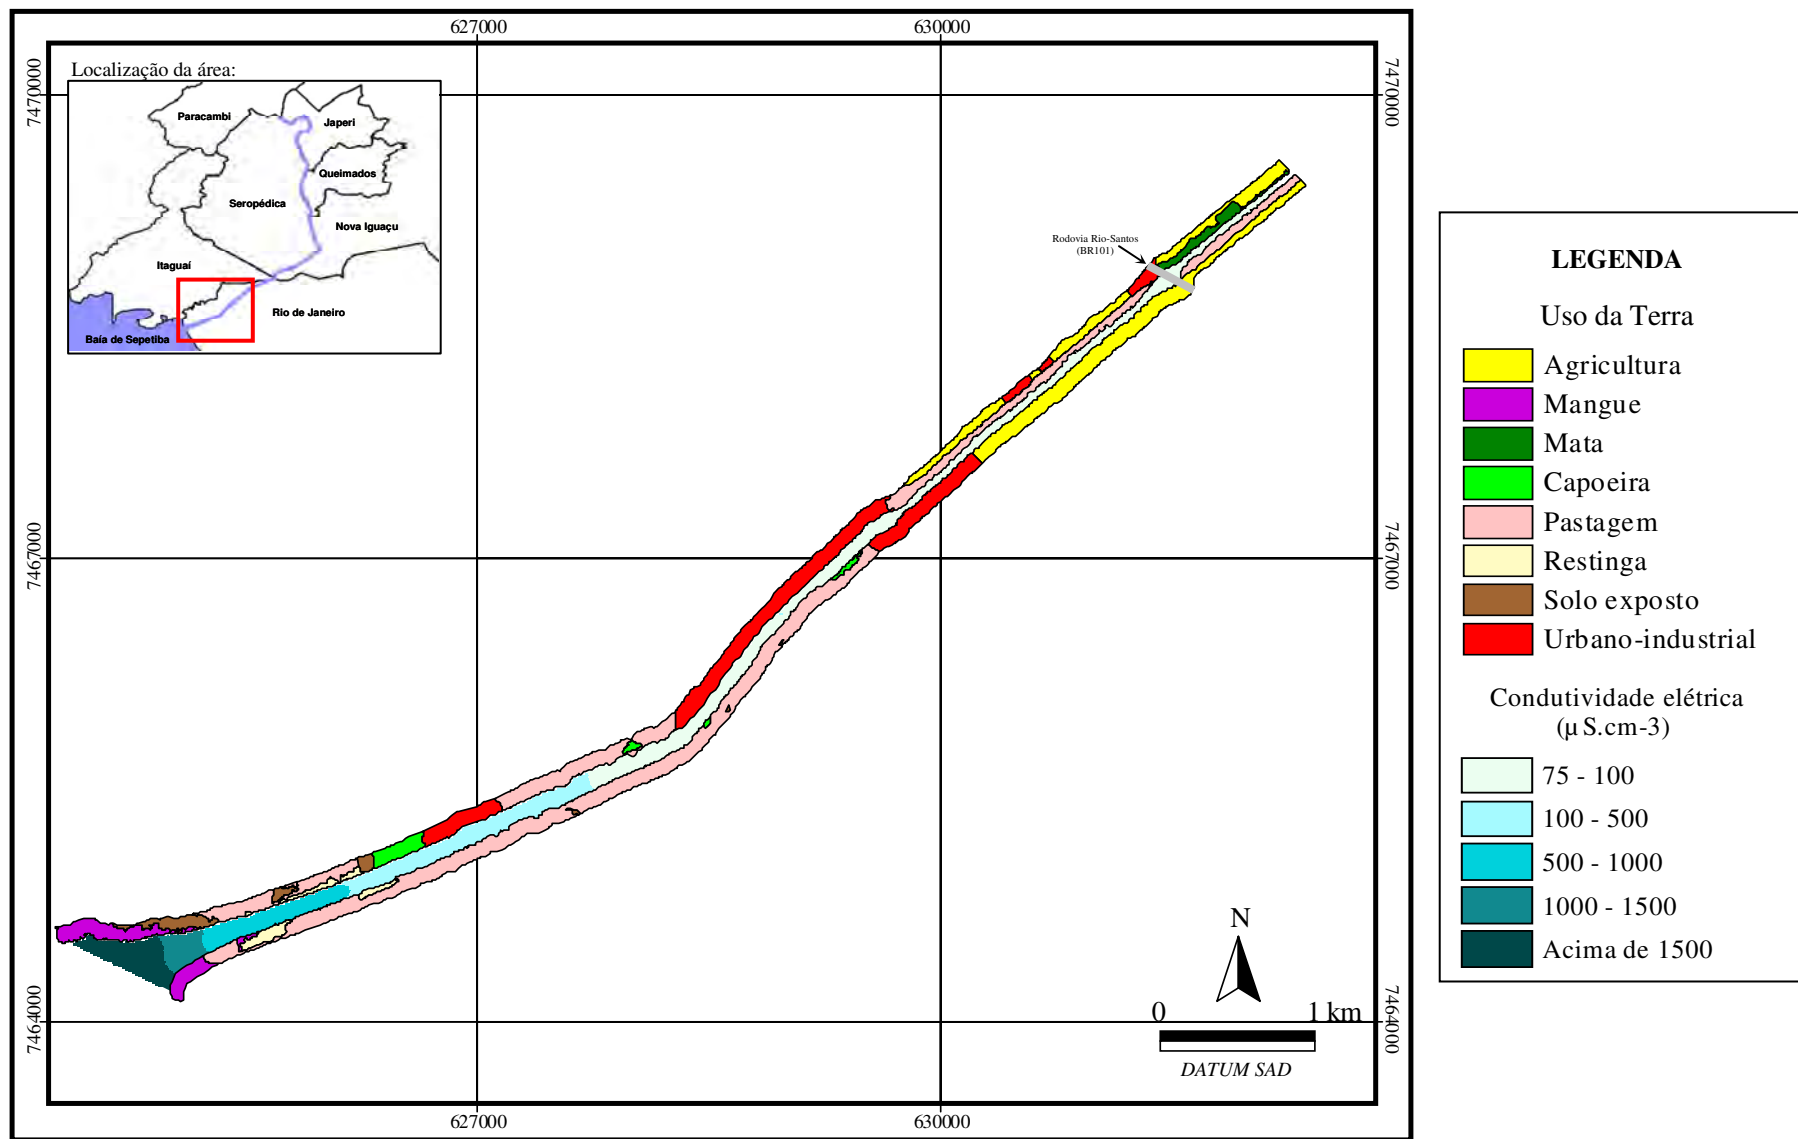 627000
630000
Localização da área:
7470000
7470000
Paracambi
Japeri
Queimados
Seropédica
Nova Iguaçu
Itaguaí
Rio de Janeiro
Baía de Sepetiba
Rodovia Rio-Santos
(BR101)
7467000
7467000
N
0 1 km
DATUM SAD
7464000
7464000
627000
630000
LEGENDA
Uso da Terra
Agricultura
Mangue
Mata
Capoeira
Pastagem
Restinga
Solo exposto
Urbano-industrial
Condutividade elétrica
(µS.cm-3)
75 - 100
100 - 500
500 - 1000
1000 - 1500
Acima de 1500